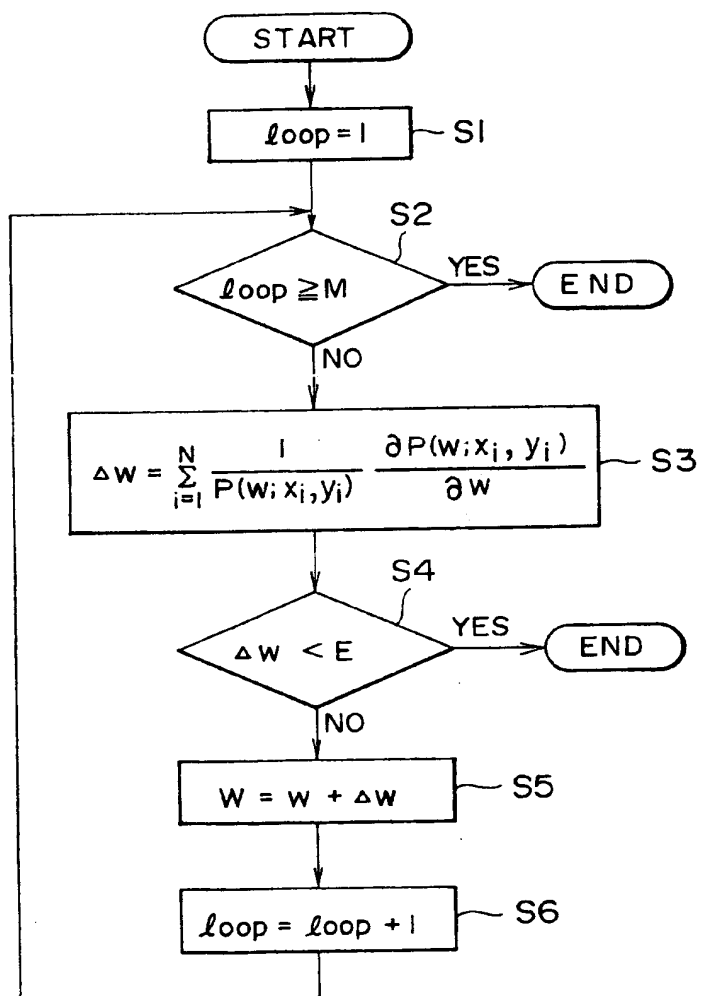 START
loop = 1
S1
S2
loop ≧ M
YES
END
NO
ΔW = Σ_{i=1}^{N} 1/P(W; x_i, y_i) ∂P(W; x_i, y_i)/∂W
S3
S4
ΔW < E
YES
END
NO
W = W + ΔW
S5
loop = loop + 1
S6